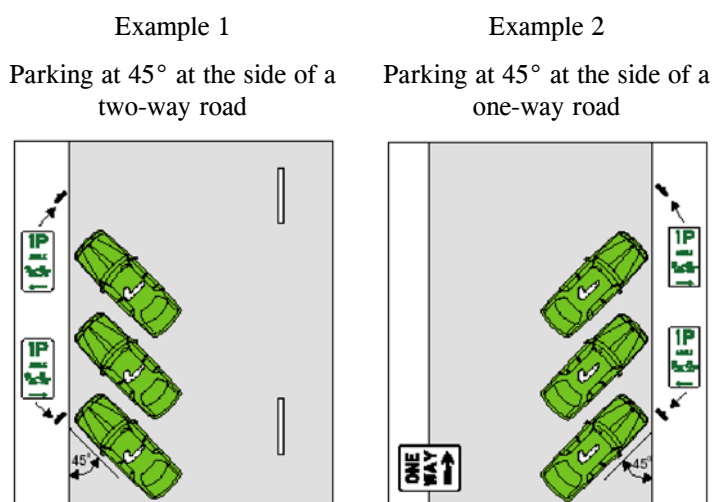 Example 1
Parking at 45° at the side of a
two-way road
1P
1P
45°
Example 2
Parking at 45° at the side of a
one-way road
1P
1P
ONE
WAY
45°